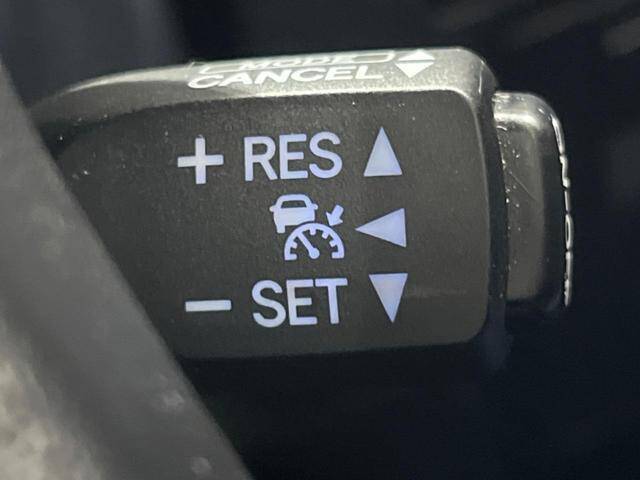 MODE
CANCEL
+ RES
- SET